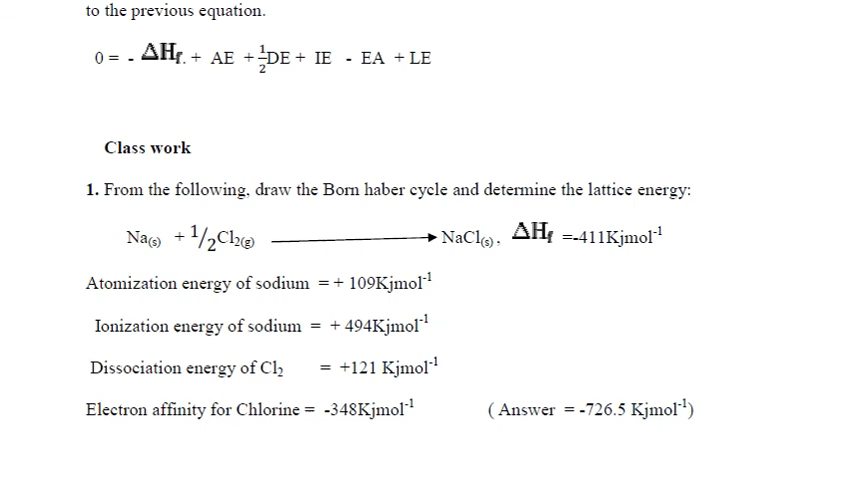 to the previous equation.
0 = - ΔHf. + AE + ½DE + IE - EA + LE
Class work
1. From the following, draw the Born haber cycle and determine the lattice energy:
Na(s) + 1/2Cl2(g) → NaCl(s), ΔHf =-411Kjmol-1
Atomization energy of sodium = + 109Kjmol-1
Ionization energy of sodium = + 494Kjmol-1
Dissociation energy of Cl2 = +121 Kjmol-1
Electron affinity for Chlorine = -348Kjmol-1 ( Answer = -726.5 Kjmol-1)